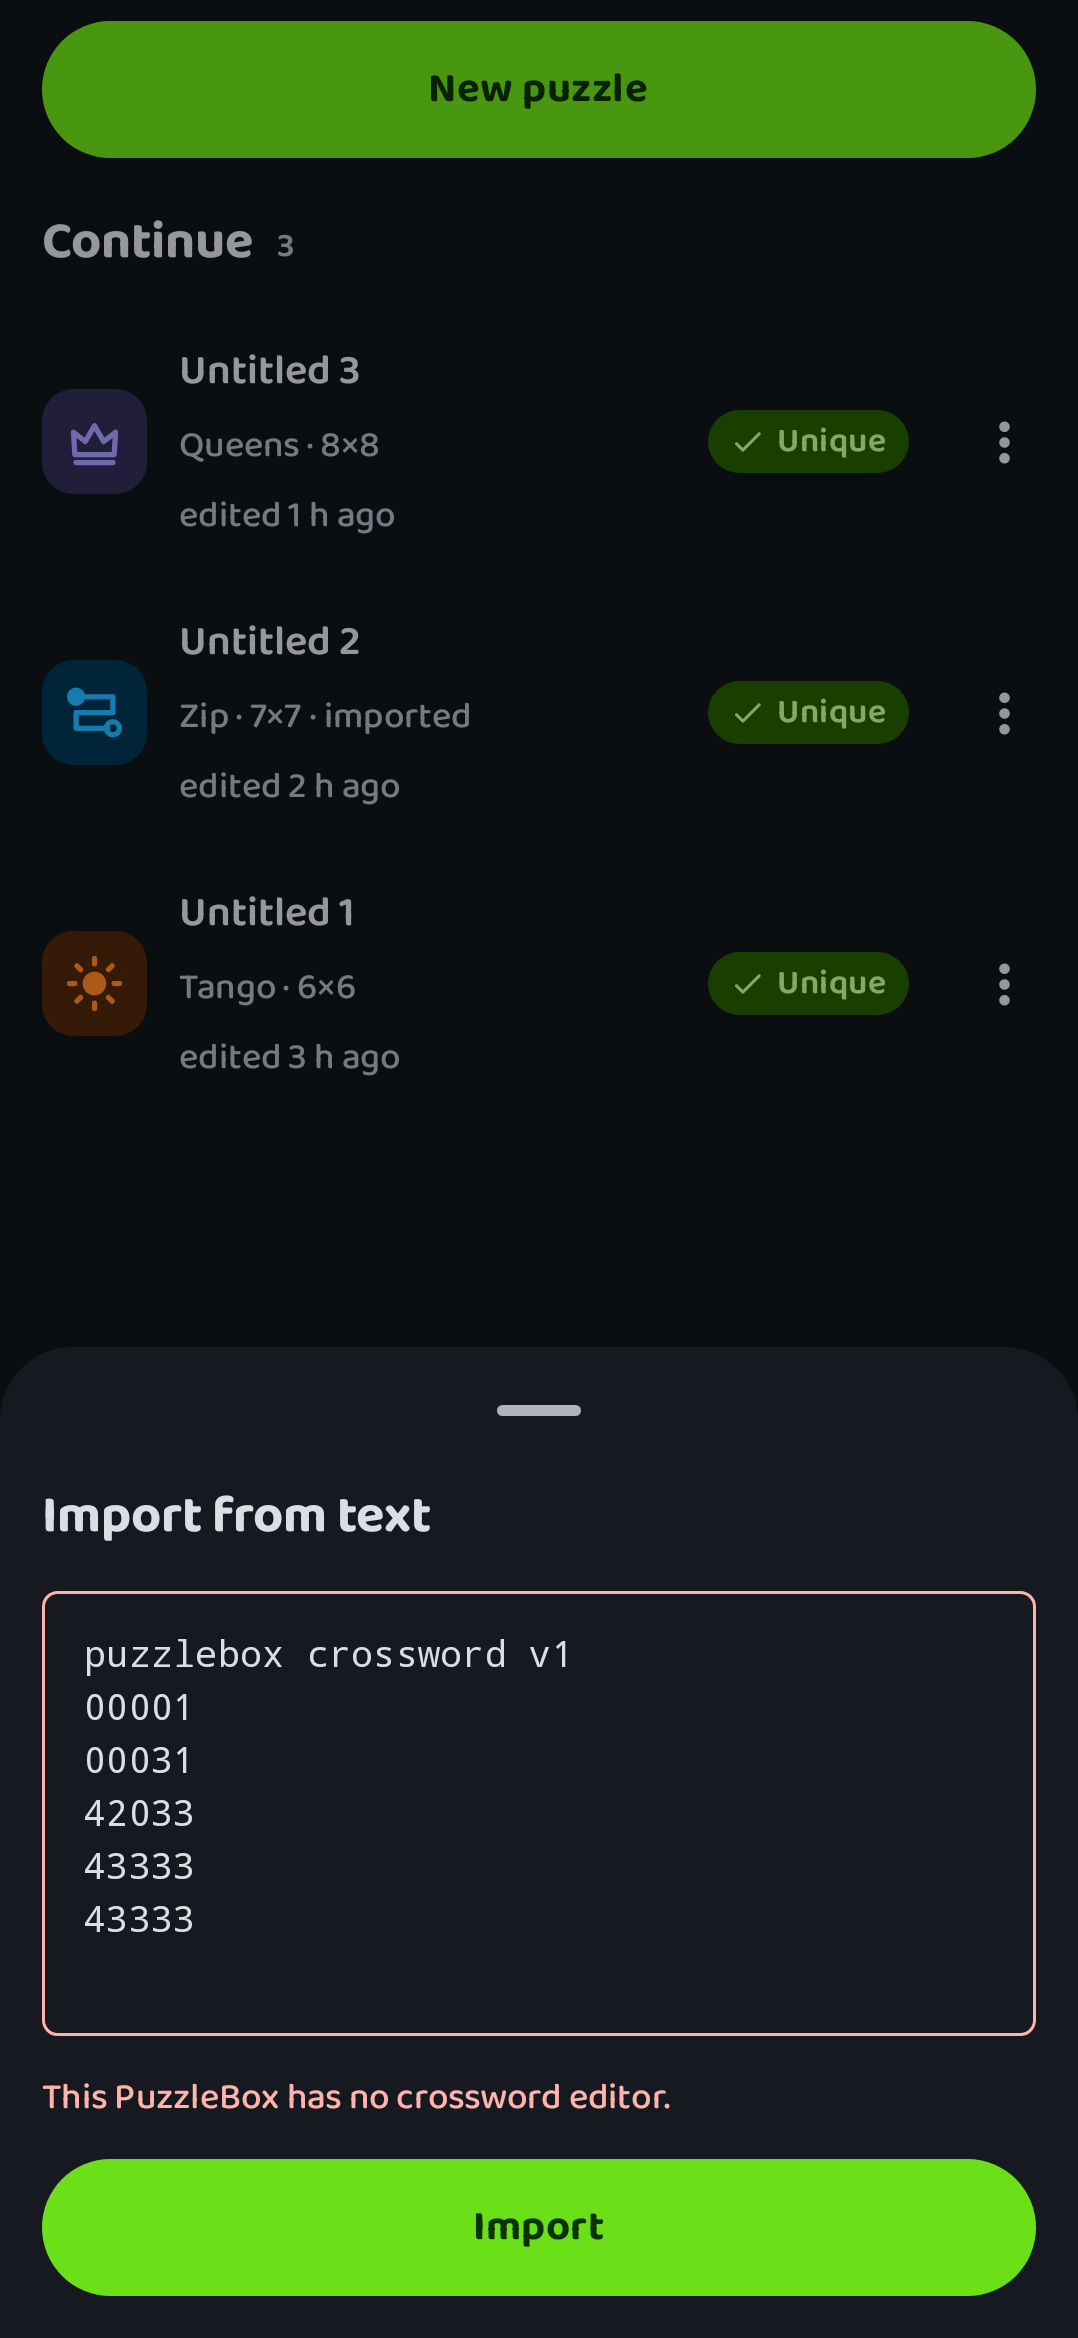 New puzzle
Continue 3
Untitled 3
Queens · 8×8
edited 1 h ago
Unique
Untitled 2
Zip · 7×7 · imported
edited 2 h ago
Unique
Untitled 1
Tango · 6×6
edited 3 h ago
Unique
Import from text
puzzlebox crossword v1
00001
00031
42033
43333
43333
This PuzzleBox has no crossword editor.
Import